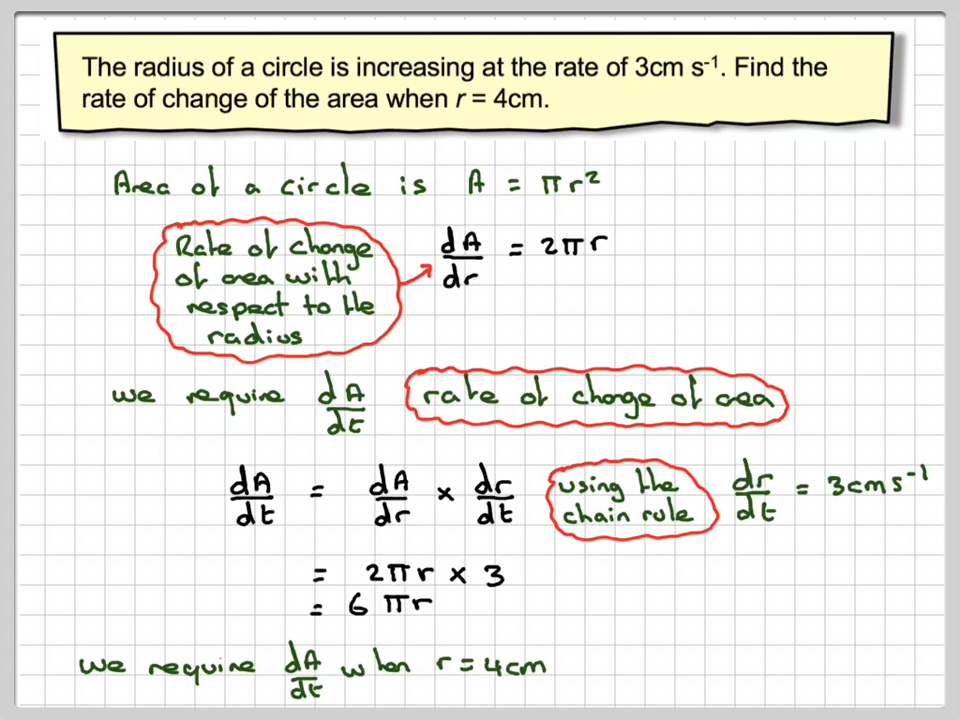 The radius of a circle is increasing at the rate of 3cm s⁻¹. Find the
rate of change of the area when r = 4cm.
Area of a circle is A = πr²
Rate of change
of area with
respect to the
radius
dA/dr = 2πr
we require dA/dt rate of change of area
dA/dt = dA/dr × dr/dt using the chain rule dr/dt = 3cm s⁻¹
= 2πr × 3
= 6πr
we require dA/dt when r = 4cm